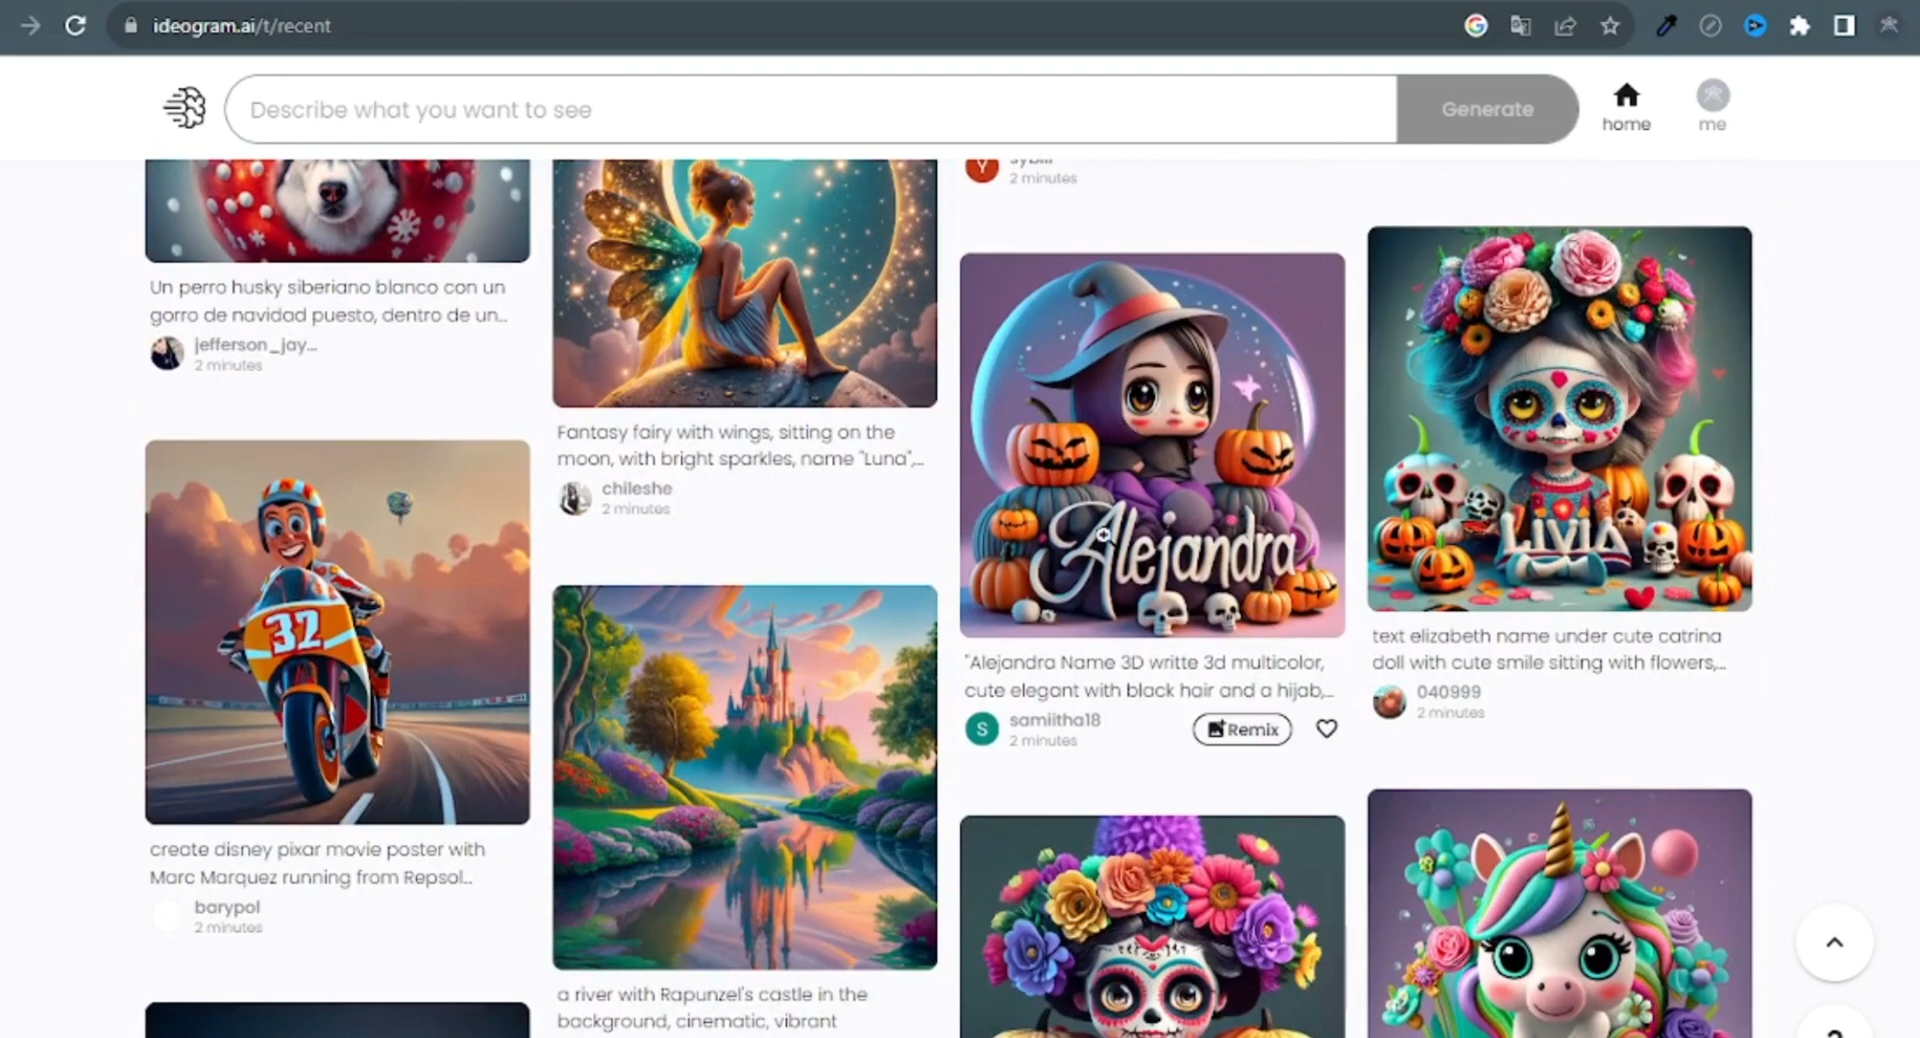 ideogram.ai/t/recent
Describe what you want to see
Generate
home
me
Un perro husky siberiano blanco con un
gorro de navidad puesto, dentro de un...
jefferson_jay...
2 minutes
32
create disney pixar movie poster with
Marc Marquez running from Repsol...
barypol
2 minutes
Fantasy fairy with wings, sitting on the
moon, with bright sparkles, name "Luna",...
chileshe
2 minutes
a river with Rapunzel's castle in the
background, cinematic, vibrant
Y
2 minutes
Alejandra
"Alejandra Name 3D writte 3d multicolor,
cute elegant with black hair and a hijab,...
S
samiitha18
2 minutes
Remix
LIVIA
text elizabeth name under cute catrina
doll with cute smile sitting with flowers,...
040999
2 minutes